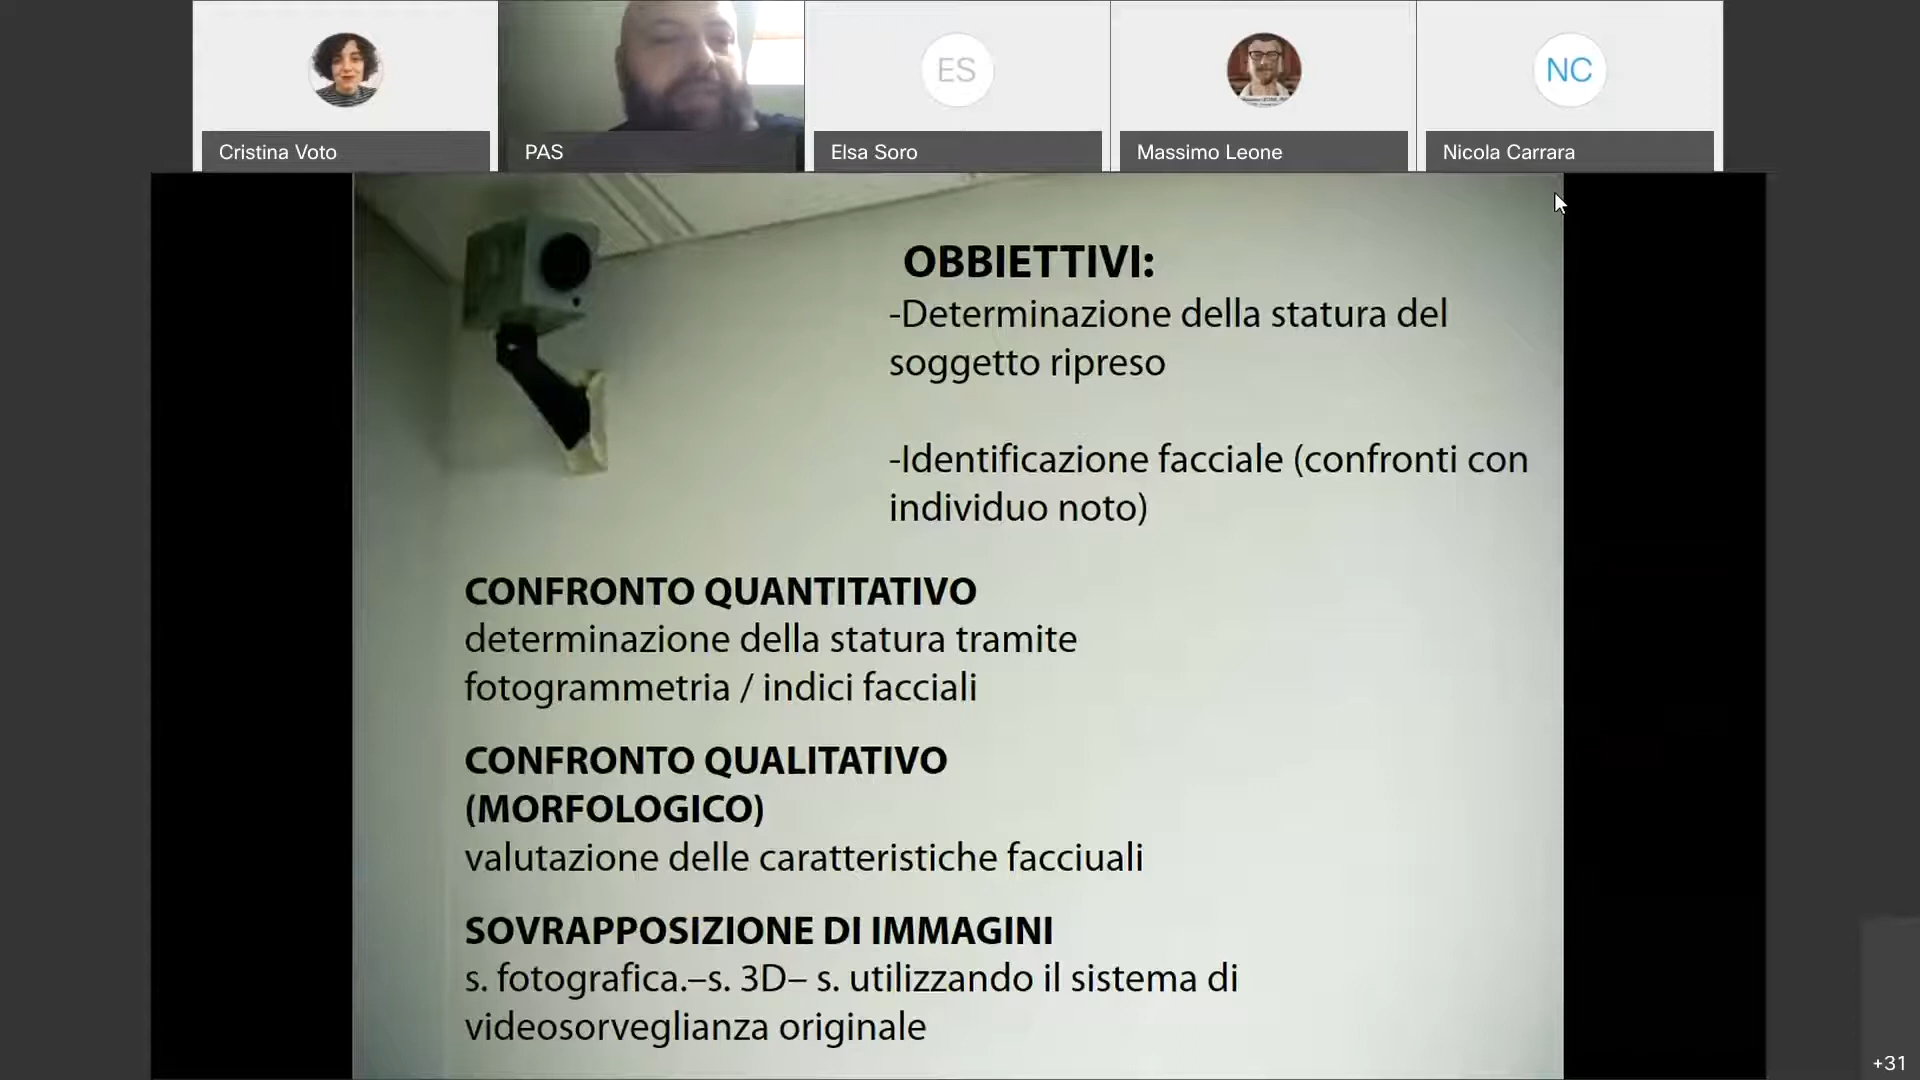 Cristina Voto
PAS
ES
Elsa Soro
Massimo Leone
NC
Nicola Carrara
OBBIETTIVI:
-Determinazione della statura del
soggetto ripreso
-Identificazione facciale (confronti con
individuo noto)
CONFRONTO QUANTITATIVO
determinazione della statura tramite
fotogrammetria / indici facciali
CONFRONTO QUALITATIVO
(MORFOLOGICO)
valutazione delle caratteristiche facciuali
SOVRAPPOSIZIONE DI IMMAGINI
s. fotografica.–s. 3D– s. utilizzando il sistema di
videosorveglianza originale
+31